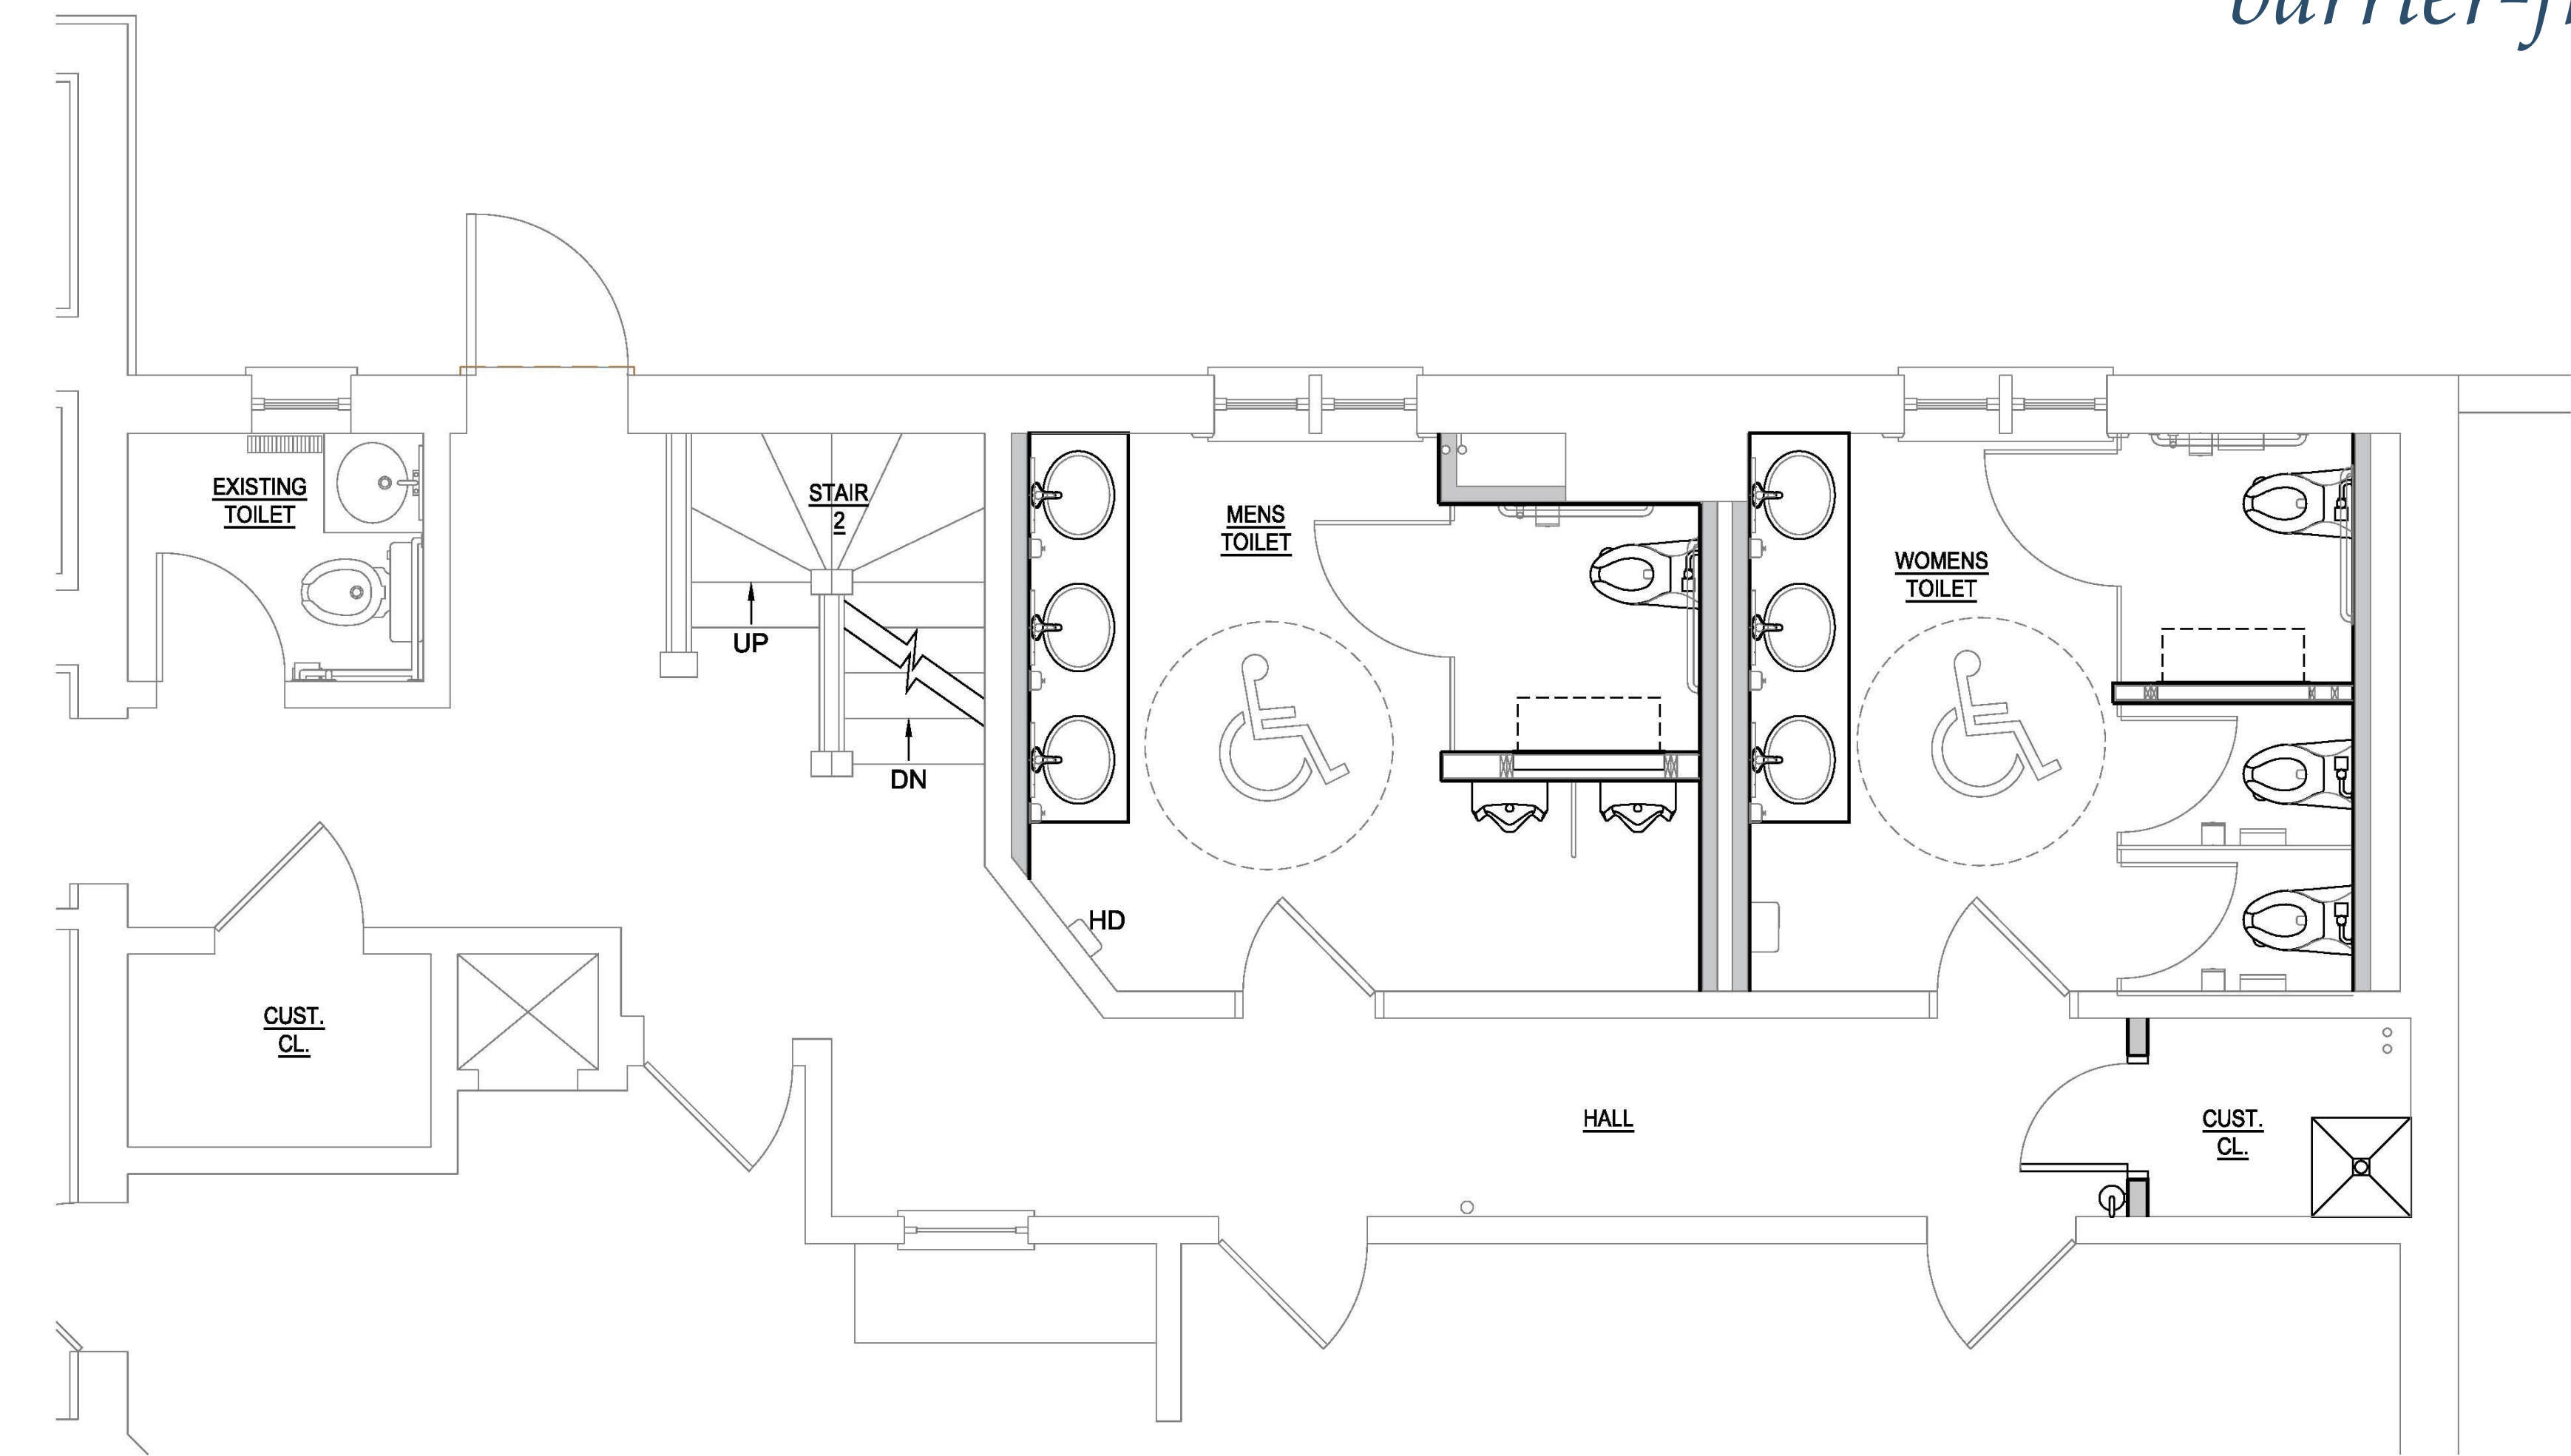 EXISTING
TOILET
STAIR
2
UP
DN
MENS
TOILET
WOMENS
TOILET
HD
CUST.
CL.
HALL
CUST.
CL.